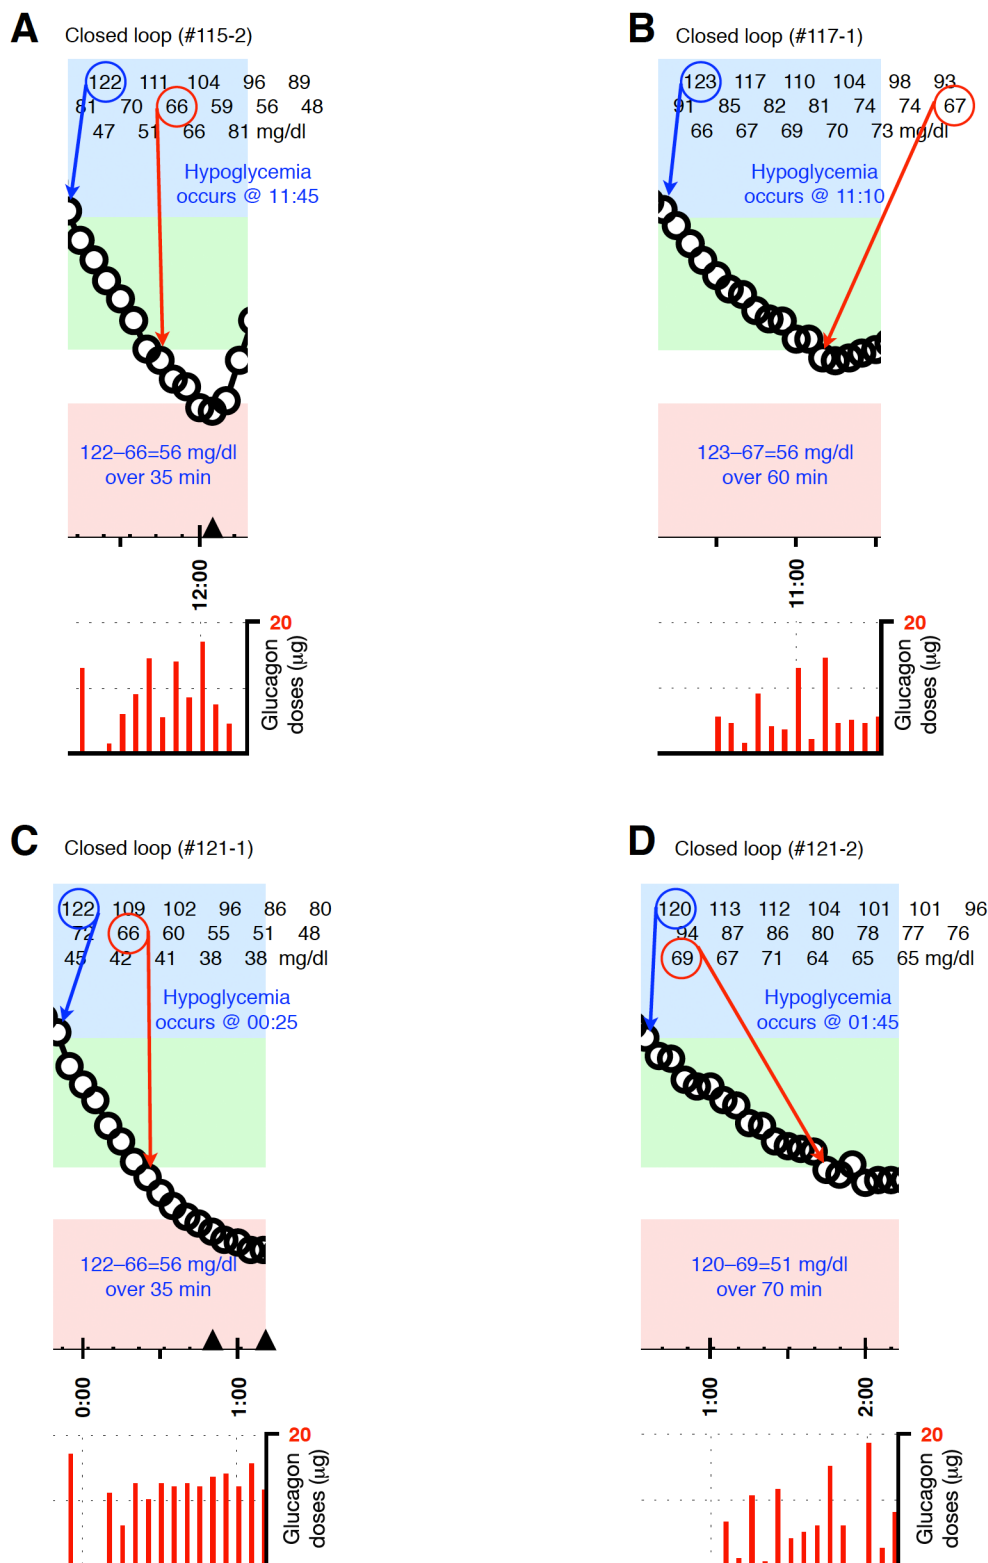 A
Closed loop (#115-2)
122 111 104 96 89
81 70 66 59 56 48
47 51 66 81 mg/dl
Hypoglycemia
occurs @ 11:45
122–66=56 mg/dl
over 35 min
12:00
20
Glucagon
doses (µg)
B
Closed loop (#117-1)
123 117 110 104 98 93
91 85 82 81 74 74 67
66 67 69 70 73 mg/dl
Hypoglycemia
occurs @ 11:10
123–67=56 mg/dl
over 60 min
11:00
20
Glucagon
doses (µg)
C
Closed loop (#121-1)
122 109 102 96 86 80
72 66 60 55 51 48
45 42 41 38 38 mg/dl
Hypoglycemia
occurs @ 00:25
122–66=56 mg/dl
over 35 min
0:00
1:00
20
Glucagon
doses (µg)
D
Closed loop (#121-2)
120 113 112 104 101 101 96
94 87 86 80 78 77 76
69 67 71 64 65 65 mg/dl
Hypoglycemia
occurs @ 01:45
120–69=51 mg/dl
over 70 min
1:00
2:00
20
Glucagon
doses (µg)